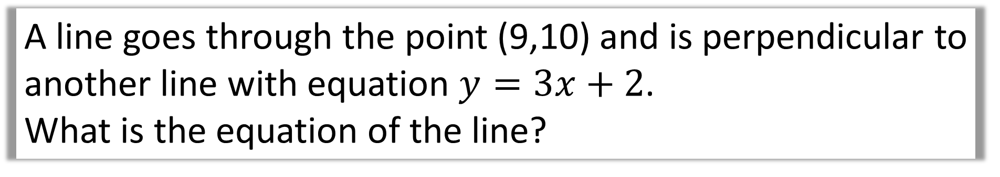 A line goes through the point (9,10) and is perpendicular to
another line with equation 𝑦 = 3𝑥 + 2.
What is the equation of the line?